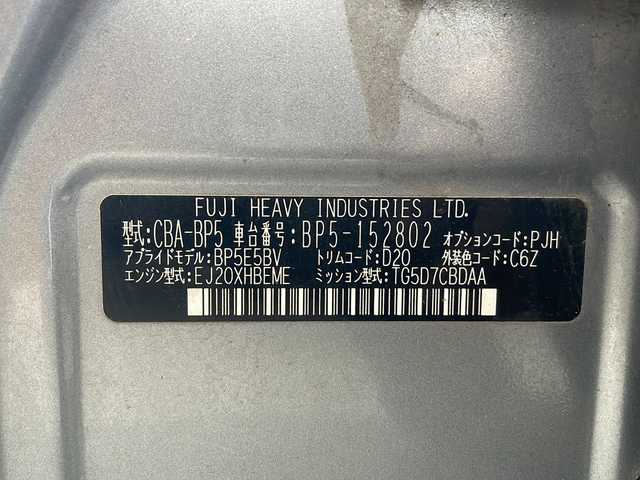 FUJI HEAVY INDUSTRIES LTD.
型式:CBA-BP5 車台番号:BP5-152802 オプションコード:PJH
アプライドモデル:BP5E5BV トリムコード:D20 外装色コード:C6Z
エンジン型式:EJ20XHBEME ミッション型式:TG5D7CBDAA